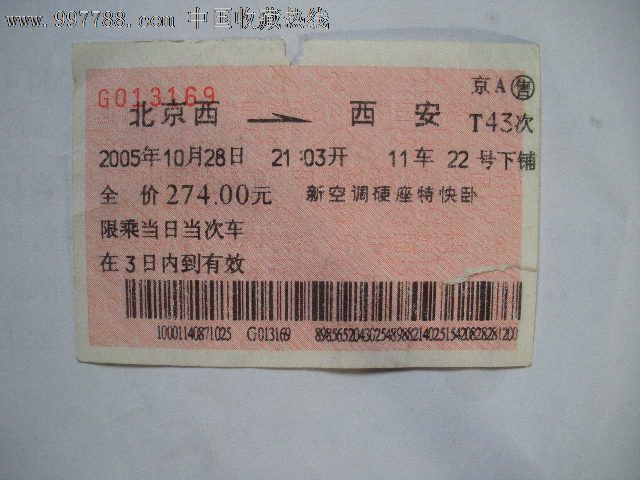 www.997788.com 中国收藏热线
G013169
京A 售
北京西 → 西安 T43次
2005年10月28日 21:03开 11车 22号下铺
全 价274.00元 新空调硬座特快卧
限乘当日当次车
在3日内到有效
10001140871025 G013169 89856520430254896821402515420828281200